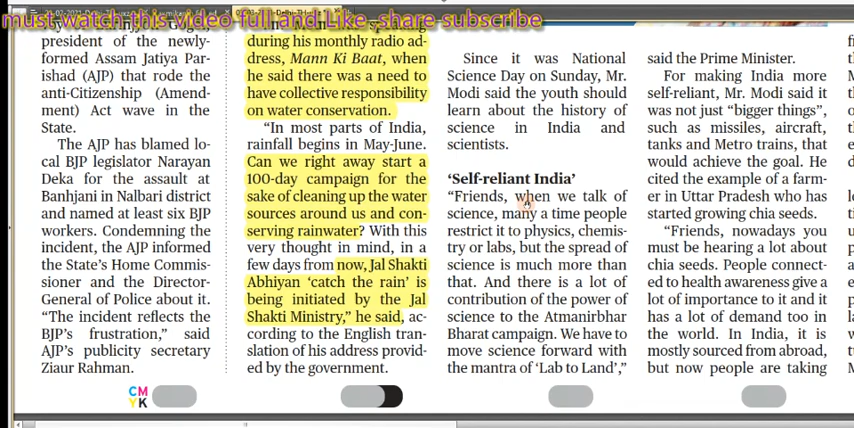 must watch this video full and Like ,share subscribe
president of the newly-
formed Assam Jatiya Par-
ishad (AJP) that rode the
anti-Citizenship (Amend-
ment) Act wave in the
State.
The AJP has blamed lo-
cal BJP legislator Narayan
Deka for the assault at
Banhjani in Nalbari district
and named at least six BJP
workers. Condemning the
incident, the AJP informed
the State's Home Commis-
sioner and the Director-
General of Police about it.
"The incident reflects the
BJP's frustration," said
AJP's publicity secretary
Ziaur Rahman.
during his monthly radio ad-
dress, Mann Ki Baat, when
he said there was a need to
have collective responsibility
on water conservation.
"In most parts of India,
rainfall begins in May-June.
Can we right away start a
100-day campaign for the
sake of cleaning up the water
sources around us and con-
serving rainwater? With this
very thought in mind, in a
few days from now, Jal Shakti
Abhiyan 'catch the rain' is
being initiated by the Jal
Shakti Ministry," he said, ac-
cording to the English tran-
slation of his address provid-
ed by the government.
Since it was National
Science Day on Sunday, Mr.
Modi said the youth should
learn about the history of
science in India and
scientists.
'Self-reliant India'
"Friends, when we talk of
science, many a time people
restrict it to physics, chemis-
try or labs, but the spread of
science is much more than
that. And there is a lot of
contribution of the power of
science to the Atmanirbhar
Bharat campaign. We have to
move science forward with
the mantra of 'Lab to Land',"
said the Prime Minister.
For making India more
self-reliant, Mr. Modi said it
was not just "bigger things",
such as missiles, aircraft,
tanks and Metro trains, that
would achieve the goal. He
cited the example of a farm-
er in Uttar Pradesh who has
started growing chia seeds.
"Friends, nowadays you
must be hearing a lot about
chia seeds. People connect-
ed to health awareness give a
lot of importance to it and it
has a lot of demand too in
the world. In India, it is
mostly sourced from abroad,
but now people are taking
CM
YK